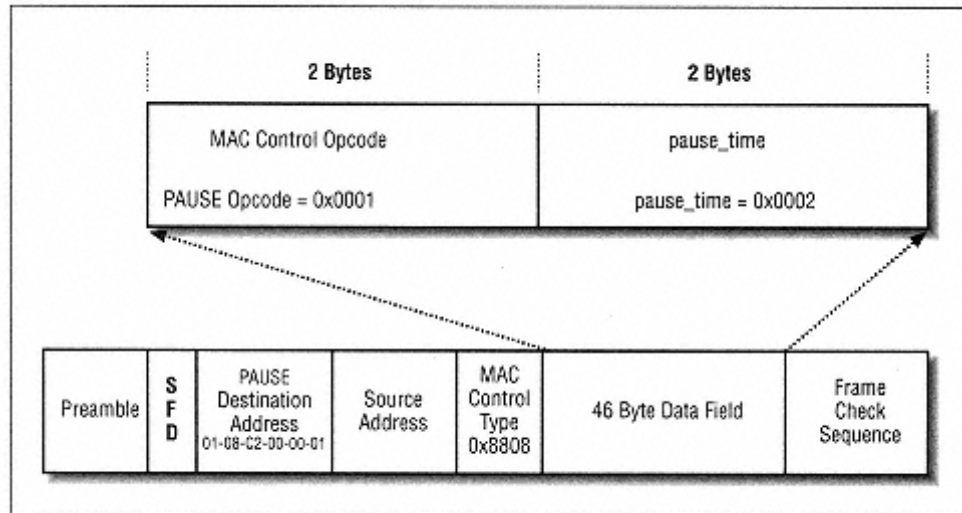 2 Bytes
2 Bytes
MAC Control Opcode
pause_time
PAUSE Opcode = 0x0001
pause_time = 0x0002
Preamble
S
F
D
PAUSE
Destination
Address
01-08-C2-00-00-01
Source
Address
MAC
Control
Type
0x8808
46 Byte Data Field
Frame
Check
Sequence